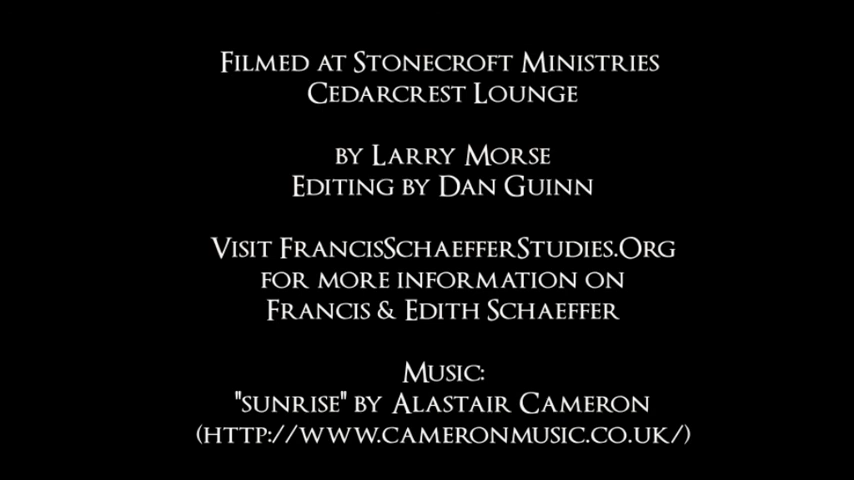 Filmed at Stonecroft Ministries
Cedarcrest Lounge
by Larry Morse
Editing by Dan Guinn
Visit FrancisSchaefferStudies.Org
for more information on
Francis & Edith Schaeffer
Music:
"sunrise" by Alastair Cameron
(http://www.cameronmusic.co.uk/)